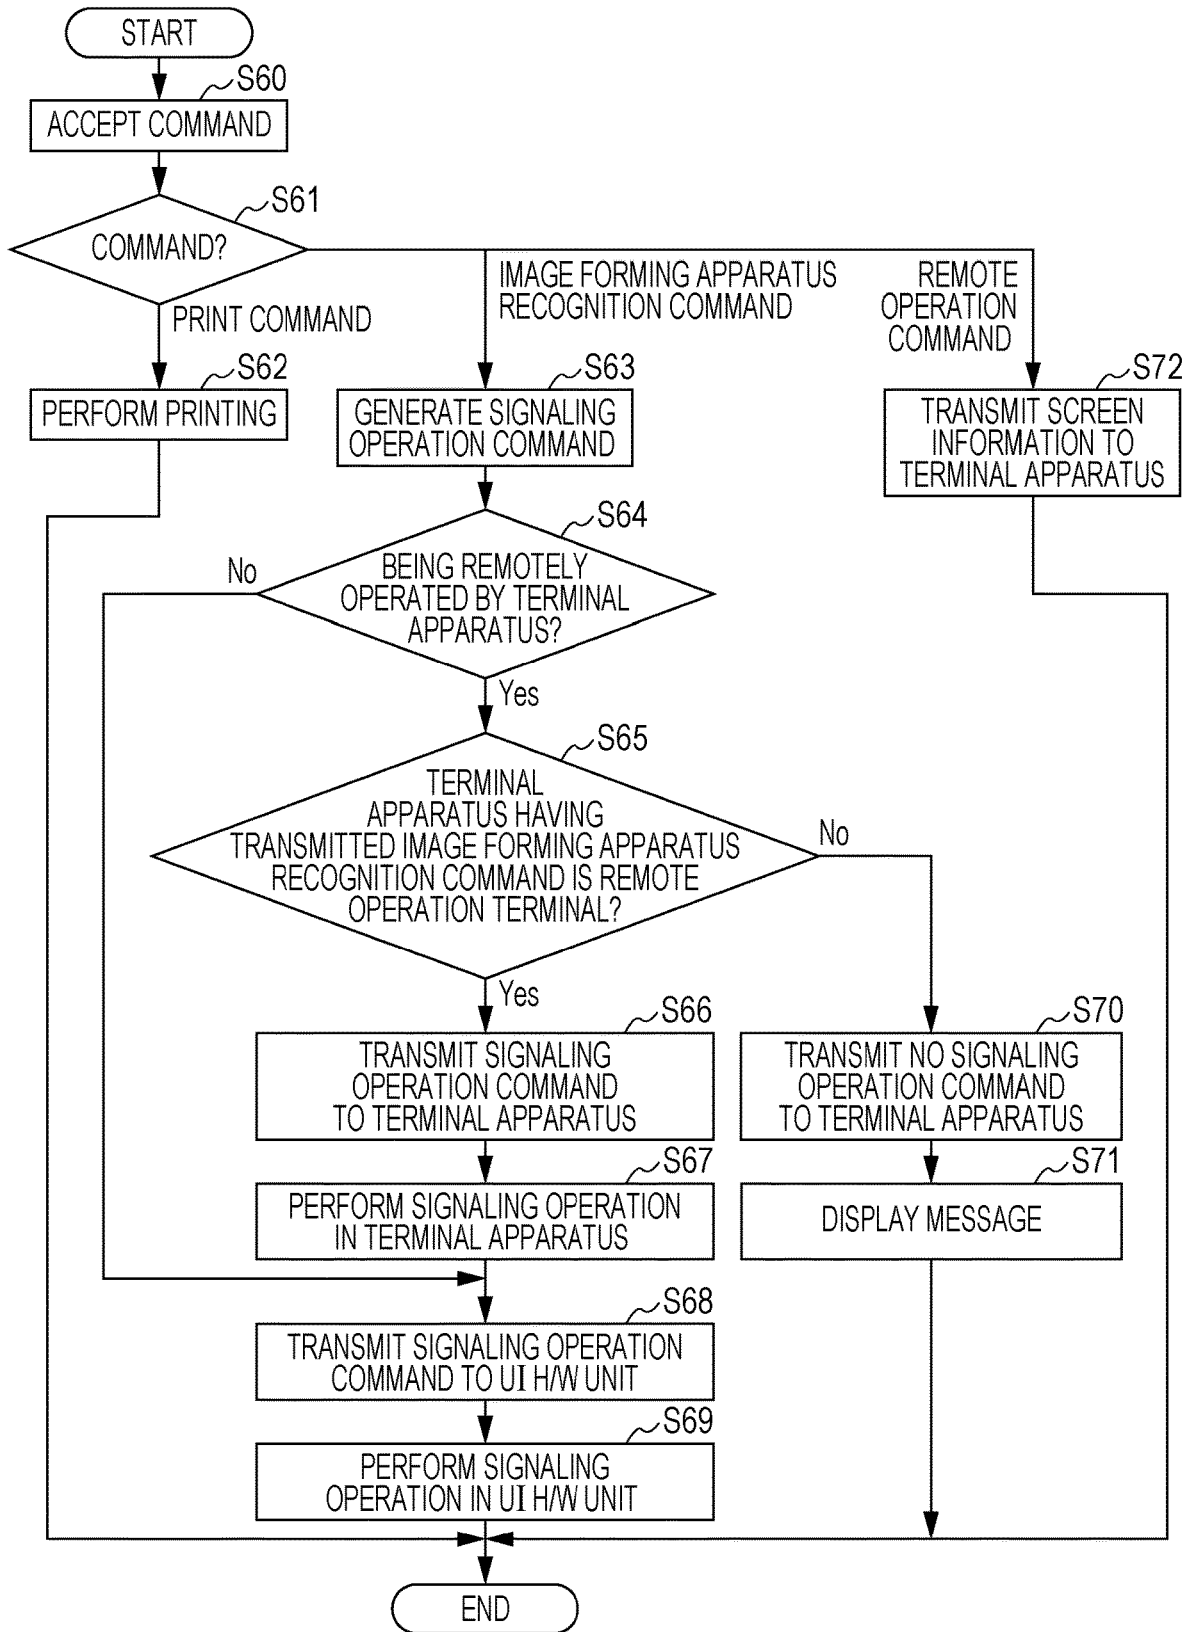 START
S60
ACCEPT COMMAND
S61
COMMAND?
PRINT COMMAND
IMAGE FORMING APPARATUS
RECOGNITION COMMAND
REMOTE
OPERATION
COMMAND
S62
PERFORM PRINTING
S63
GENERATE SIGNALING
OPERATION COMMAND
S72
TRANSMIT SCREEN
INFORMATION TO
TERMINAL APPARATUS
S64
BEING REMOTELY
OPERATED BY TERMINAL
APPARATUS?
No
Yes
S65
TERMINAL
APPARATUS HAVING
TRANSMITTED IMAGE FORMING APPARATUS
RECOGNITION COMMAND IS REMOTE
OPERATION TERMINAL?
No
Yes
S66
TRANSMIT SIGNALING
OPERATION COMMAND
TO TERMINAL APPARATUS
S70
TRANSMIT NO SIGNALING
OPERATION COMMAND
TO TERMINAL APPARATUS
S67
PERFORM SIGNALING OPERATION
IN TERMINAL APPARATUS
S71
DISPLAY MESSAGE
S68
TRANSMIT SIGNALING OPERATION
COMMAND TO UI H/W UNIT
S69
PERFORM SIGNALING
OPERATION IN UI H/W UNIT
END